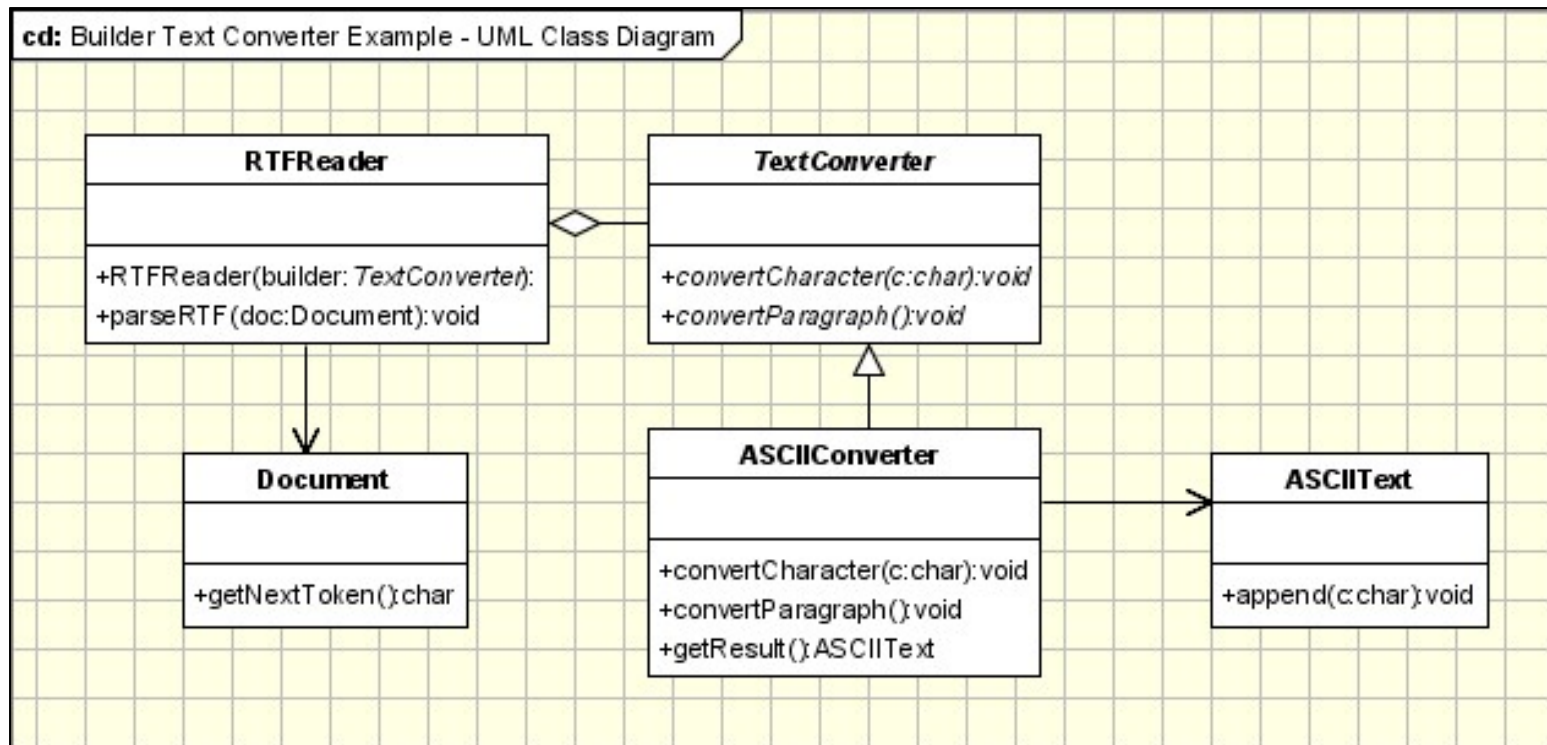 cd: Builder Text Converter Example - UML Class Diagram
RTFReader
+RTFReader(builder: TextConverter):
+parseRTF(doc:Document):void
TextConverter
+convertCharacter(c:char):void
+convertParagraph():void
Document
+getNextToken():char
ASCIIConverter
+convertCharacter(c:char):void
+convertParagraph():void
+getResult():ASCIIText
ASCIIText
+append(c:char):void